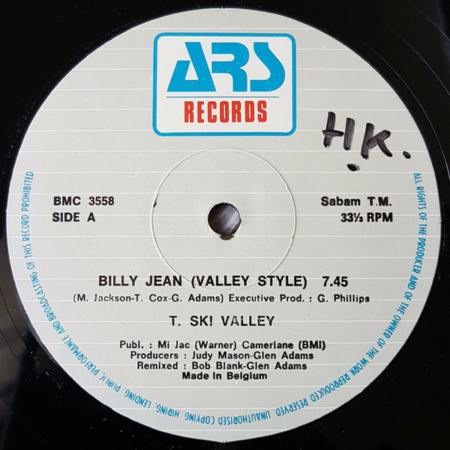 ARS
RECORDS
H.K.
BMC 3558
SIDE A
Sabam T.M.
33⅓ RPM
BILLY JEAN (VALLEY STYLE) 7.45
(M. Jackson-T. Cox-G. Adams) Executive Prod. : G. Phillips
T. SKI VALLEY
Publ. : Mi Jac (Warner) Camerlane (BMI)
Producers : Judy Mason-Glen Adams
Remixed : Bob Blank-Glen Adams
Made in Belgium
ALL RIGHTS OF THE PRODUCER AND OF THE OWNER OF THE WORK REPRODUCED RESERVED. UNAUTHORISED COPYING, HIRING, LENDING, PUBLIC PERFORMANCE AND BROADCASTING OF THIS RECORD PROHIBITED